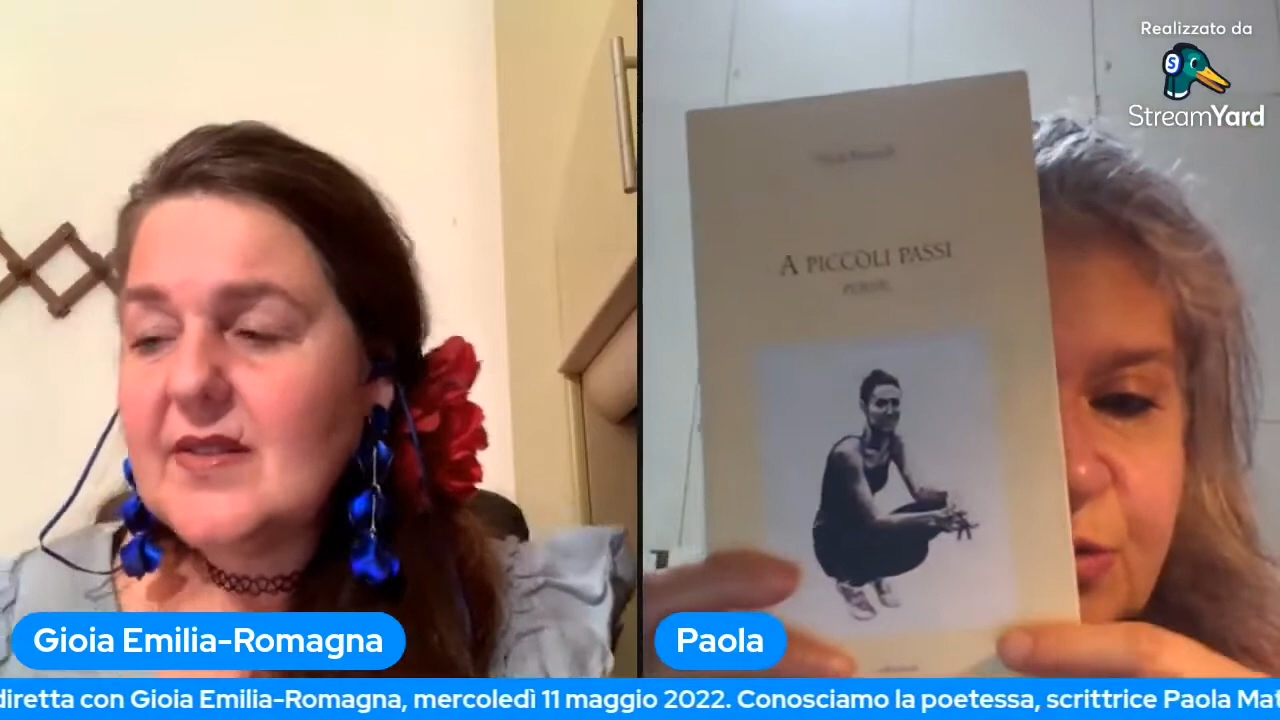 Realizzato da
StreamYard
A PICCOLI PASSI
Gioia Emilia-Romagna
Paola
diretta con Gioia Emilia-Romagna, mercoledì 11 maggio 2022. Conosciamo la poetessa, scrittrice Paola Mat